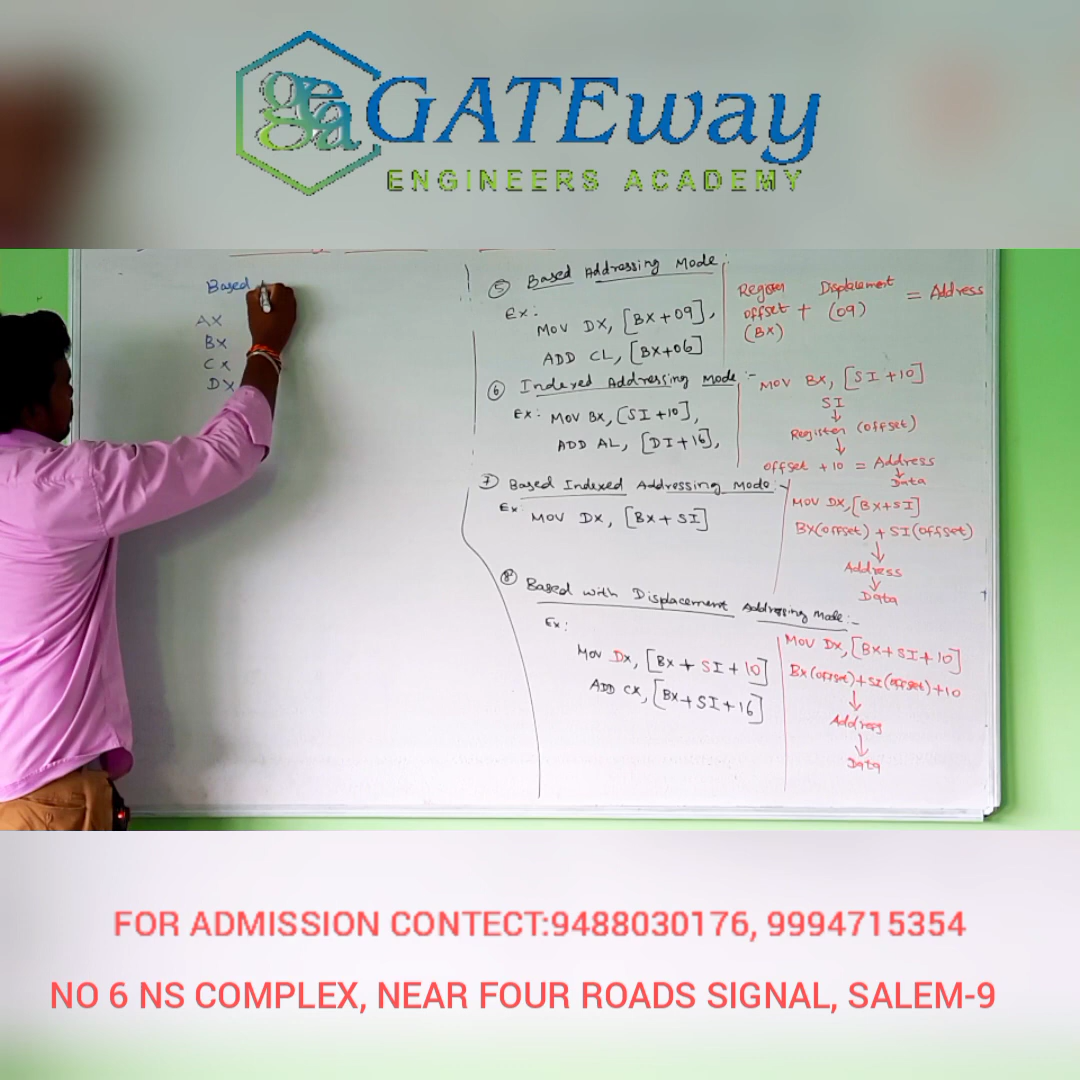 gea GATEway
ENGINEERS ACADEMY
Based
AX
BX
CX
DX
⑤ Based Addressing Mode:
Ex:
MOV DX, [BX+09],
ADD CL, [BX+06]
Register Displacement = Address
offset + (09)
(BX)
⑥ Indexed Addressing Mode:-
Ex: MOV BX, [SI+10],
ADD AL, [DI+16],
MOV BX, [SI+10]
SI
↓
Register (offset)
↓
offset +10 = Address
↓
Data
⑦ Based Indexed Addressing Mode:-
Ex:
MOV DX, [BX+SI]
MOV DX, [BX+SI]
BX(offset) + SI(offset)
↓
Address
↓
Data
⑧ Based with Displacement Addressing Mode:-
Ex:
MOV DX, [BX+SI+10]
ADD CX, [BX+SI+16]
MOV DX, [BX+SI+10]
BX(offset)+SI(offset)+10
↓
Address
↓
Data
FOR ADMISSION CONTECT:9488030176, 9994715354
NO 6 NS COMPLEX, NEAR FOUR ROADS SIGNAL, SALEM-9